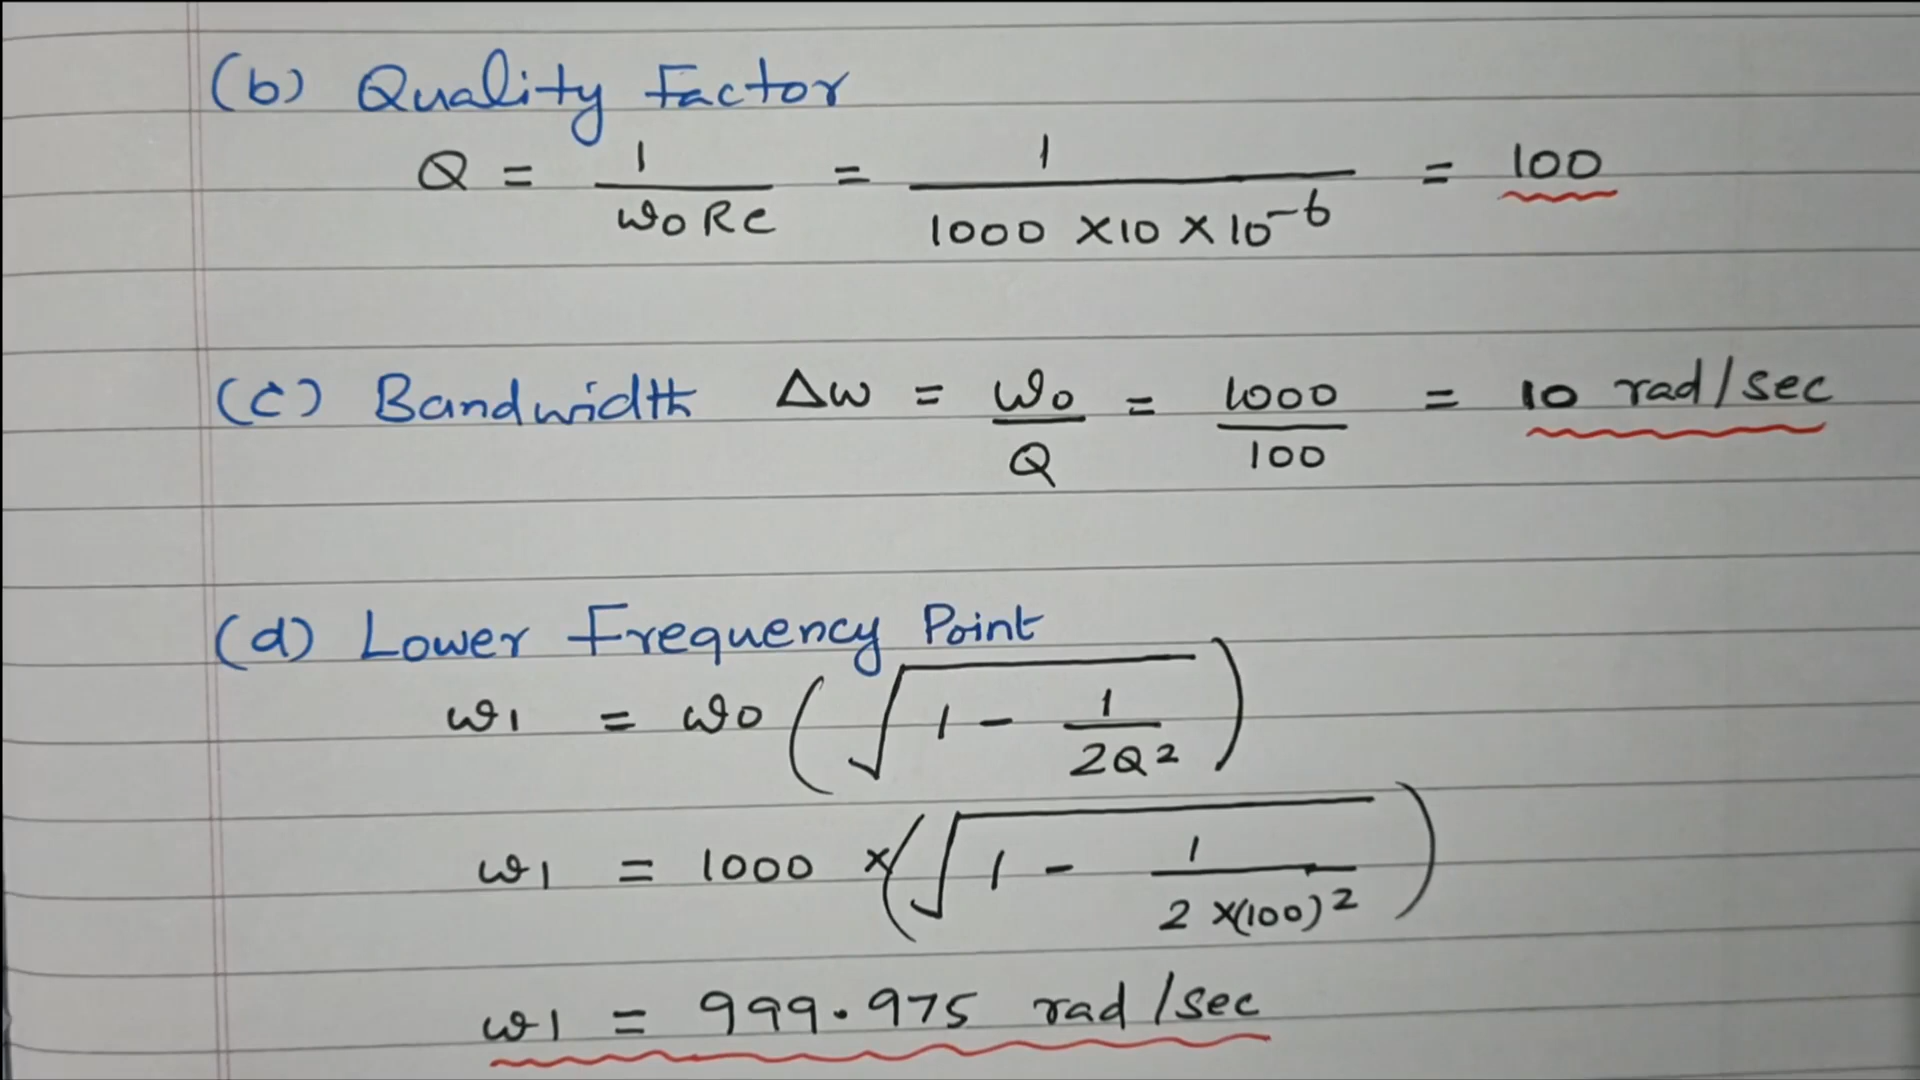 (b) Quality Factor
Q = 1/(ω0RC) = 1/(1000 × 10 × 10⁻⁶) = 100
(c) Bandwidth Δω = ω0/Q = 1000/100 = 10 rad/sec
(d) Lower Frequency Point
ω1 = ω0 (√(1 - 1/(2Q²)))
ω1 = 1000 × (√(1 - 1/(2 × (100)²)))
ω1 = 999.975 rad/sec